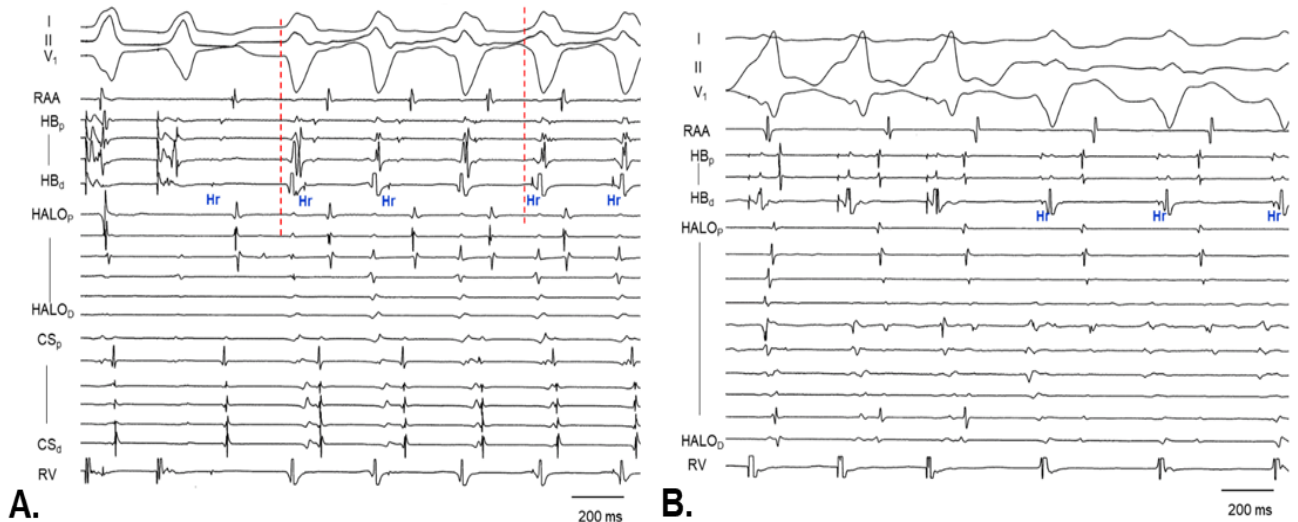 I
II
V1
RAA
HBp
HBd
Hr
Hr
Hr
Hr
Hr
HALOP
HALOD
CSp
CSd
RV
200 ms
A.
I
II
V1
RAA
HBp
HBd
Hr
Hr
Hr
HALOP
HALOD
RV
200 ms
B.